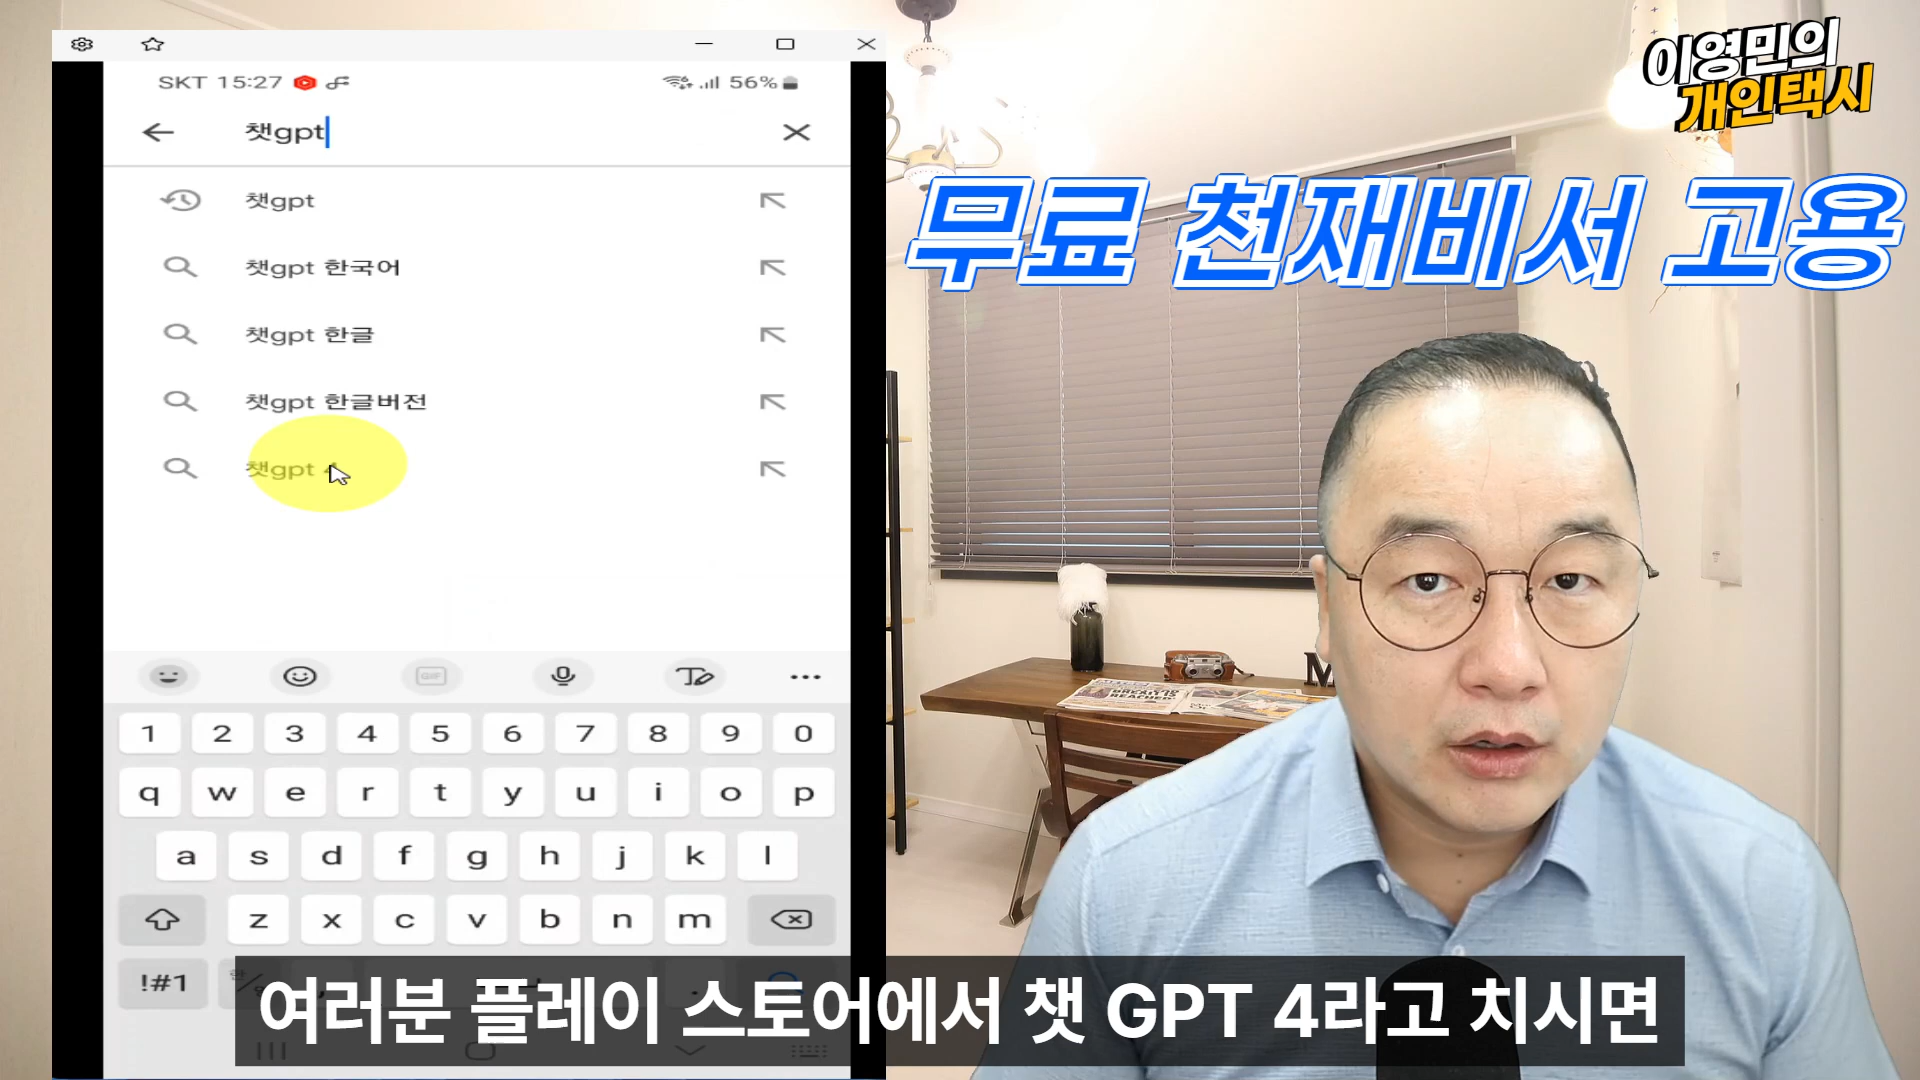 이영민의
개인택시
무료 천재비서 고용
SKT 15:27
56%
챗gpt
챗gpt
챗gpt 한국어
챗gpt 한글
챗gpt 한글버전
챗gpt 4
GIF
1 2 3 4 5 6 7 8 9 0
q w e r t y u i o p
a s d f g h j k l
z x c v b n m
!#1
여러분 플레이 스토어에서 챗 GPT 4라고 치시면